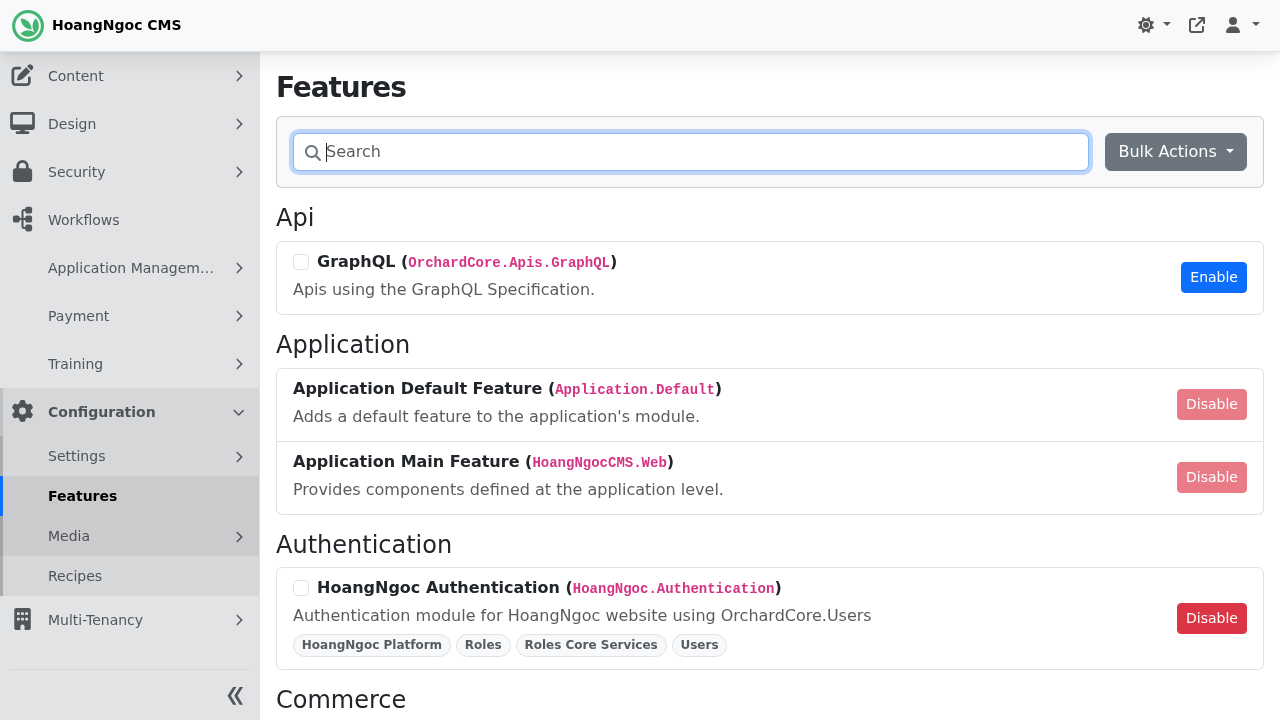 HoangNgoc CMS
Content
Design
Security
Workflows
Application Managem...
Payment
Training
Configuration
Settings
Features
Media
Recipes
Multi-Tenancy
Features
Search
Bulk Actions
Api
GraphQL (OrchardCore.Apis.GraphQL)
Apis using the GraphQL Specification.
Enable
Application
Application Default Feature (Application.Default)
Adds a default feature to the application's module.
Disable
Application Main Feature (HoangNgocCMS.Web)
Provides components defined at the application level.
Disable
Authentication
HoangNgoc Authentication (HoangNgoc.Authentication)
Authentication module for HoangNgoc website using OrchardCore.Users
HoangNgoc Platform Roles Roles Core Services Users
Disable
Commerce